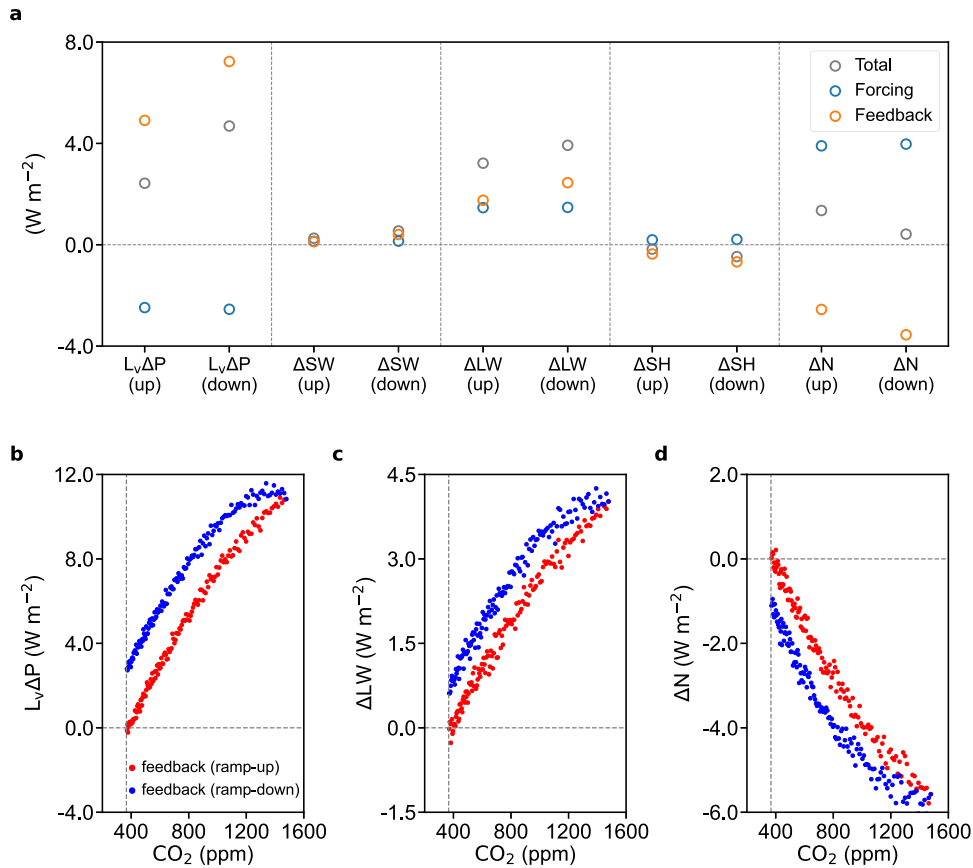 a
8.0
4.0
0.0
-4.0
(W m⁻²)
Total
Forcing
Feedback
LᵥΔP (up)
LᵥΔP (down)
ΔSW (up)
ΔSW (down)
ΔLW (up)
ΔLW (down)
ΔSH (up)
ΔSH (down)
ΔN (up)
ΔN (down)
b
12.0
8.0
4.0
0.0
-4.0
LᵥΔP (W m⁻²)
feedback (ramp-up)
feedback (ramp-down)
400 800 1200 1600
CO₂ (ppm)
c
4.5
3.0
1.5
0.0
-1.5
ΔLW (W m⁻²)
400 800 1200 1600
CO₂ (ppm)
d
2.0
0.0
-2.0
-4.0
-6.0
ΔN (W m⁻²)
400 800 1200 1600
CO₂ (ppm)